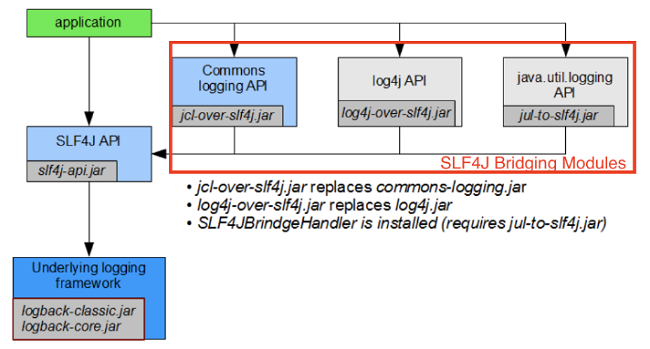 application
Commons
logging API
jcl-over-slf4j.jar
log4j API
log4j-over-slf4j.jar
java.util.logging
API
jul-to-slf4j.jar
SLF4J API
slf4j-api.jar
SLF4J Bridging Modules
• jcl-over-slf4j.jar replaces commons-logging.jar
• log4j-over-slf4j.jar replaces log4j.jar
• SLF4JBrindgeHandler is installed (requires jul-to-slf4j.jar)
Underlying logging
framework
logback-classic.jar
logback-core.jar